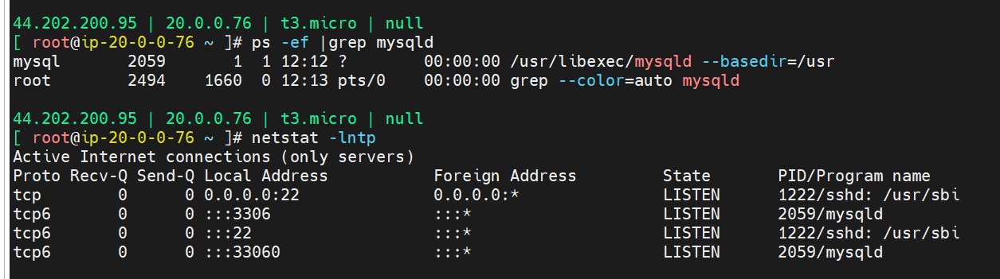 44.202.200.95 | 20.0.0.76 | t3.micro | null
[ root@ip-20-0-0-76 ~ ]# ps -ef |grep mysqld
mysql       2059       1  1 12:12 ?        00:00:00 /usr/libexec/mysqld --basedir=/usr
root        2494    1660  0 12:13 pts/0    00:00:00 grep --color=auto mysqld
44.202.200.95 | 20.0.0.76 | t3.micro | null
[ root@ip-20-0-0-76 ~ ]# netstat -lntp
Active Internet connections (only servers)
Proto Recv-Q Send-Q Local Address           Foreign Address         State       PID/Program name
tcp        0      0 0.0.0.0:22              0.0.0.0:*               LISTEN      1222/sshd: /usr/sbi
tcp6       0      0 :::3306                 :::*                    LISTEN      2059/mysqld
tcp6       0      0 :::22                   :::*                    LISTEN      1222/sshd: /usr/sbi
tcp6       0      0 :::33060                :::*                    LISTEN      2059/mysqld